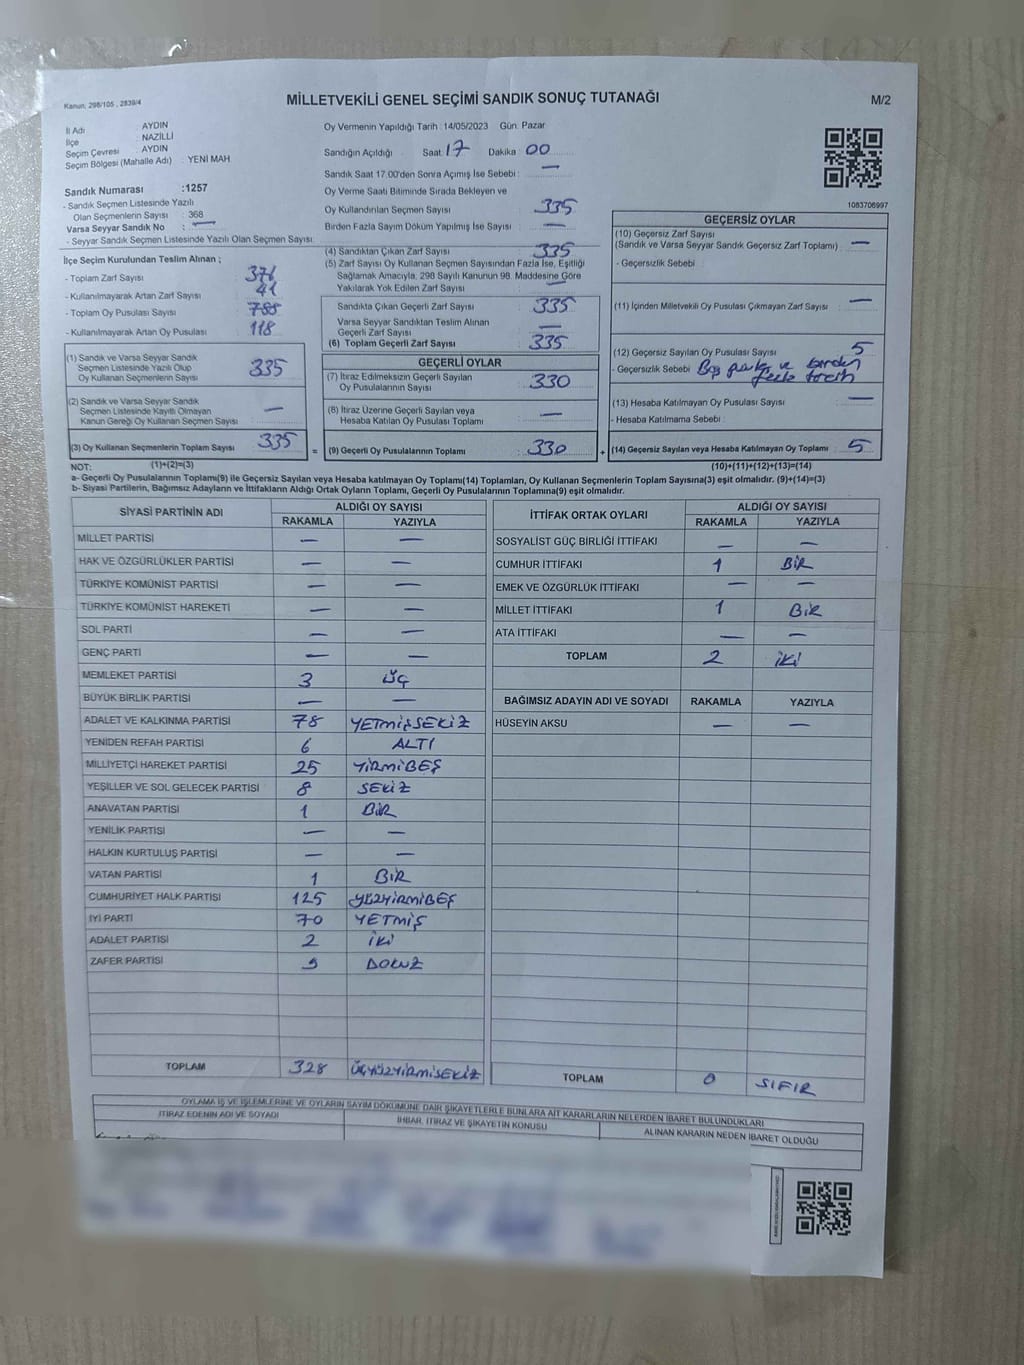 Kanun, 298/105 , 2839/4
MİLLETVEKİLİ GENEL SEÇİMİ SANDIK SONUÇ TUTANAĞI
M/2
İl Adı AYDIN
İlçe : NAZİLLİ
Seçim Çevresi AYDIN
Seçim Bölgesi (Mahalle Adı) : YENİ MAH
Sandık Numarası :1257
- Sandık Seçmen Listesinde Yazılı
Olan Seçmenlerin Sayısı : 368
Varsa Seyyar Sandık No : —
- Seyyar Sandık Seçmen Listesinde Yazılı Olan Seçmen Sayısı:
Oy Vermenin Yapıldığı Tarih : 14/05/2023 Gün: Pazar
Sandığın Açıldığı Saat: 17 Dakika 00
Sandık Saat 17.00'den Sonra Açımış İse Sebebi : —
Oy Verme Saati Bitiminde Sırada Bekleyen ve
Oy Kullandırılan Seçmen Sayısı 335
Birden Fazla Sayım Döküm Yapılmış İse Sayısı : —
1083706997
İlçe Seçim Kurulundan Teslim Alınan ;
- Toplam Zarf Sayısı 376
- Kullanılmayarak Artan Zarf Sayısı : 41
- Toplam Oy Pusulası Sayısı : 785
- Kullanılmayarak Artan Oy Pusulası : 118
(4) Sandıktan Çıkan Zarf Sayısı 335
(5) Zarf Sayısı Oy Kullanan Seçmen Sayısından Fazla İse, Eşitliği
Sağlamak Amacıyla, 298 Sayılı Kanunun 98. Maddesine Göre
Yakılarak Yok Edilen Zarf Sayısı : —
Sandıkta Çıkan Geçerli Zarf Sayısı : 335
Varsa Seyyar Sandıktan Teslim Alınan
Geçerli Zarf Sayısı —
(6) Toplam Geçerli Zarf Sayısı : 335
GEÇERSİZ OYLAR
(10) Geçersiz Zarf Sayısı
(Sandık ve Varsa Seyyar Sandık Geçersiz Zarf Toplamı) : —
- Geçersizlik Sebebi :
(11) İçinden Milletvekili Oy Pusulası Çıkmayan Zarf Sayısı : —
(12) Geçersiz Sayılan Oy Pusulası Sayısı 5
- Geçersizlik Sebebi Boş ve birden
fazla tercih
(13) Hesaba Katılmayan Oy Pusulası Sayısı : —
- Hesaba Katılmama Sebebi :
(14) Geçersiz Sayılan veya Hesaba Katılmayan Oy Toplamı : 5
(1) Sandık ve Varsa Seyyar Sandık
Seçmen Listesinde Yazılı Olup
Oy Kullanan Seçmenlerin Sayısı : 335
(2) Sandık ve Varsa Seyyar Sandık
Seçmen Listesinde Kayıtlı Olmayan
Kanun Gereği Oy Kullanan Seçmen Sayısı : —
(3) Oy Kullanan Seçmenlerin Toplam Sayısı : 335 =
GEÇERLİ OYLAR
(7) İtiraz Edilmeksizin Geçerli Sayılan
Oy Pusulalarının Sayısı : 330
(8) İtiraz Üzerine Geçerli Sayılan veya
Hesaba Katılan Oy Pusulası Toplamı : —
(9) Geçerli Oy Pusulalarının Toplamı : 330 +
NOT: (1)+(2)=(3)
(10)+(11)+(12)+(13)=(14)
a- Geçerli Oy Pusulalarının Toplamı(9) ile Geçersiz Sayılan veya Hesaba katılmayan Oy Toplamı(14) Toplamları, Oy Kullanan Seçmenlerin Toplam Sayısına(3) eşit olmalıdır. (9)+(14)=(3)
b- Siyasi Partilerin, Bağımsız Adayların ve İttifakların Aldığı Ortak Oyların Toplamı, Geçerli Oy Pusulalarının Toplamına(9) eşit olmalıdır.
SİYASİ PARTİNİN ADI ALDIĞI OY SAYISI
RAKAMLA YAZIYLA
MİLLET PARTİSİ — —
HAK VE ÖZGÜRLÜKLER PARTİSİ — —
TÜRKİYE KOMÜNİST PARTİSİ — —
TÜRKİYE KOMÜNİST HAREKETİ — —
SOL PARTİ — —
GENÇ PARTİ — —
MEMLEKET PARTİSİ 3 ÜÇ
BÜYÜK BİRLİK PARTİSİ — —
ADALET VE KALKINMA PARTİSİ 78 YETMİŞSEKİZ
YENİDEN REFAH PARTİSİ 6 ALTI
MİLLİYETÇİ HAREKET PARTİSİ 25 YİRMİBEŞ
YEŞİLLER VE SOL GELECEK PARTİSİ 8 SEKİZ
ANAVATAN PARTİSİ 1 BİR
YENİLİK PARTİSİ — —
HALKIN KURTULUŞ PARTİSİ — —
VATAN PARTİSİ 1 BİR
CUMHURİYET HALK PARTİSİ 125 YÜZYİRMİBEŞ
İYİ PARTİ 70 YETMİŞ
ADALET PARTİSİ 2 İKİ
ZAFER PARTİSİ 9 DOKUZ
TOPLAM 328 ÜÇYÜZYİRMİSEKİZ
İTTİFAK ORTAK OYLARI ALDIĞI OY SAYISI
RAKAMLA YAZIYLA
SOSYALİST GÜÇ BİRLİĞİ İTTİFAKI — —
CUMHUR İTTİFAKI 1 BİR
EMEK VE ÖZGÜRLÜK İTTİFAKI — —
MİLLET İTTİFAKI 1 BİR
ATA İTTİFAKI — —
TOPLAM 2 İKİ
BAĞIMSIZ ADAYIN ADI VE SOYADI RAKAMLA YAZIYLA
HÜSEYİN AKSU — —
TOPLAM 0 SIFIR
OYLAMA İŞ VE İŞLEMLERİNE VE OYLARIN SAYIM DÖKÜMÜNE DAİR ŞİKAYETLERLE BUNLARA AİT KARARLARIN NELERDEN İBARET BULUNDUKLARI
İTİRAZ EDENİN ADI VE SOYADI
İHBAR, İTİRAZ VE ŞİKAYETİN KONUSU
ALINAN KARARIN NEDEN İBARET OLDUĞU